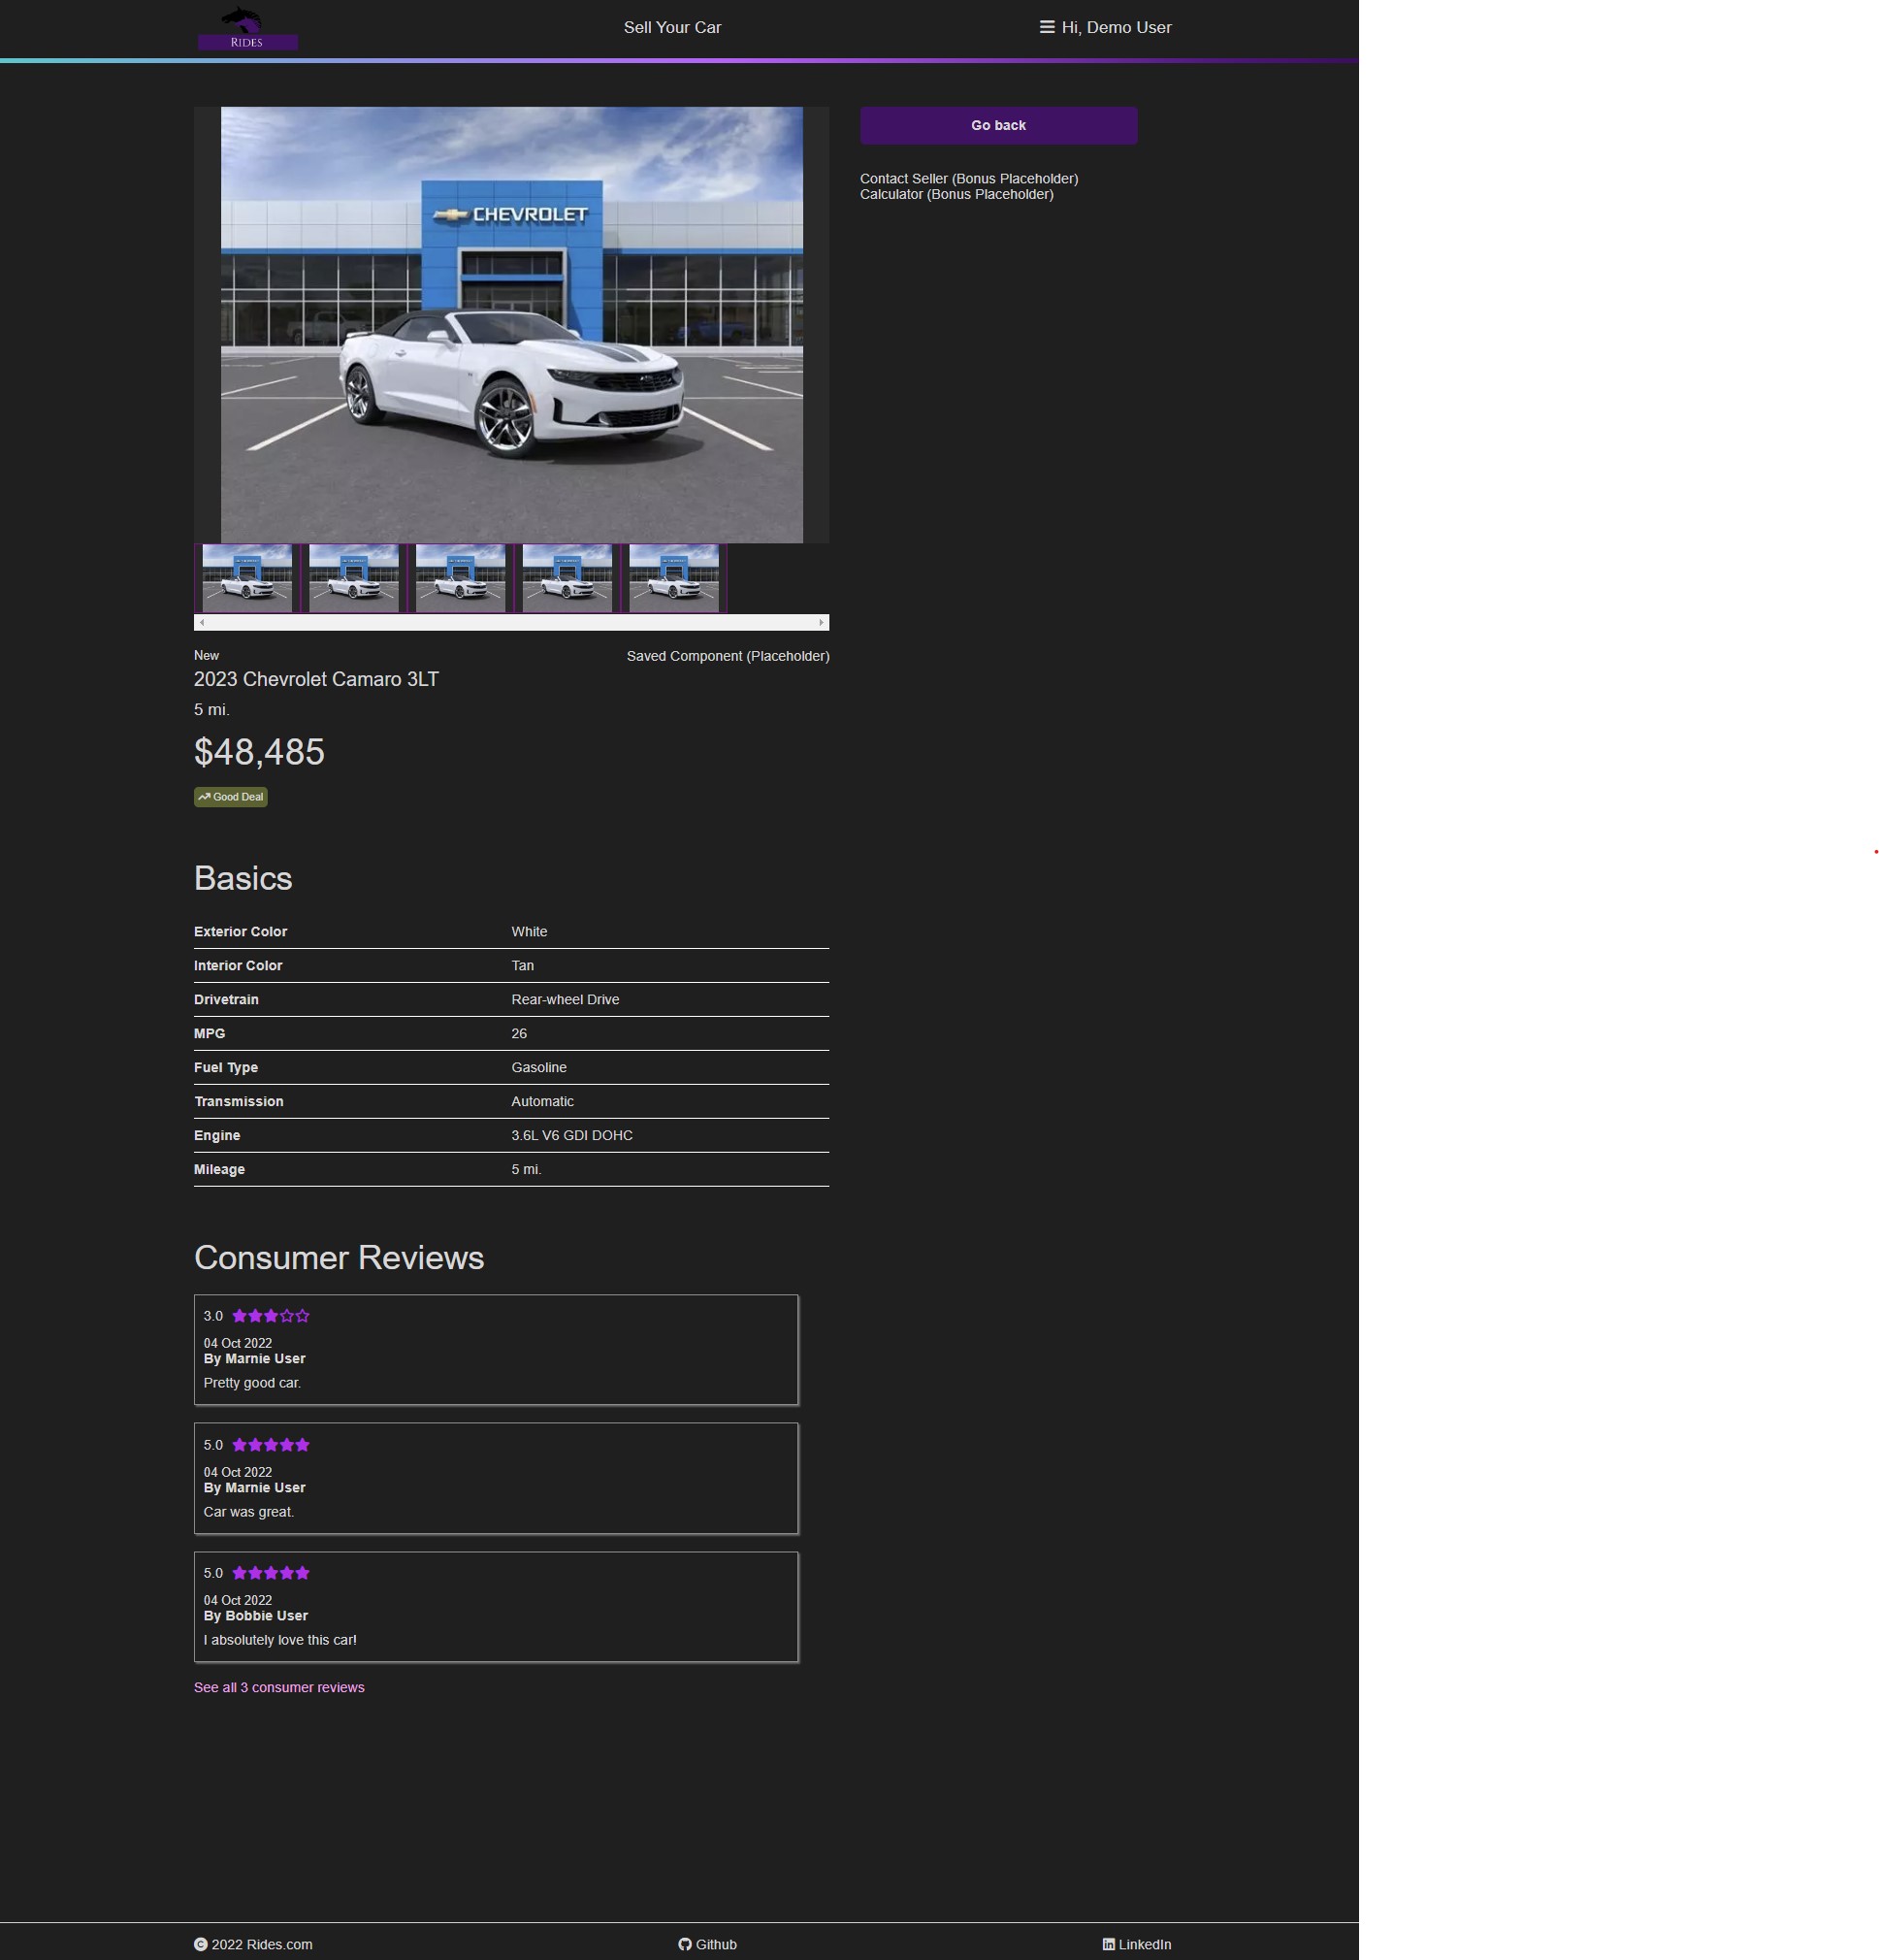 RIDES
Sell Your Car
Hi, Demo User
CHEVROLET
Go back
Contact Seller (Bonus Placeholder)
Calculator (Bonus Placeholder)
New
Saved Component (Placeholder)
2023 Chevrolet Camaro 3LT
5 mi.
$48,485
Good Deal
Basics
Exterior Color White
Interior Color Tan
Drivetrain Rear-wheel Drive
MPG 26
Fuel Type Gasoline
Transmission Automatic
Engine 3.6L V6 GDI DOHC
Mileage 5 mi.
Consumer Reviews
3.0
04 Oct 2022
By Marnie User
Pretty good car.
5.0
04 Oct 2022
By Marnie User
Car was great.
5.0
04 Oct 2022
By Bobbie User
I absolutely love this car!
See all 3 consumer reviews
© 2022 Rides.com
Github
LinkedIn